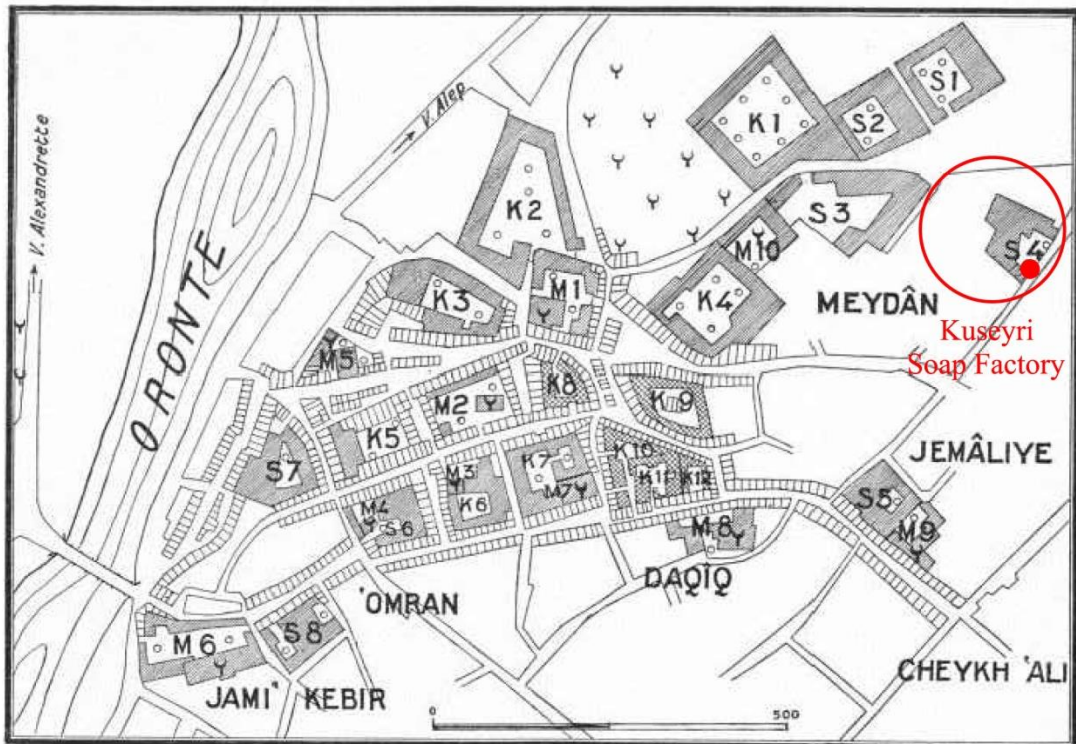 V. Alexandrette
V. Alep
ORONTE
K1
S2
S1
K2
S3
S4
M10
K3
M1
K4
MEYDÂN
Kuseyri
Soap Factory
M5
K8
M2
K9
K5
JEMÂLIYE
S7
M3
K7
K10
K11
K12
M7
K6
M4
S6
S5
M9
M8
DAQÎQ
'OMRAN
M6
S8
CHEYKH 'ALI
JAMI' KEBIR
0
500